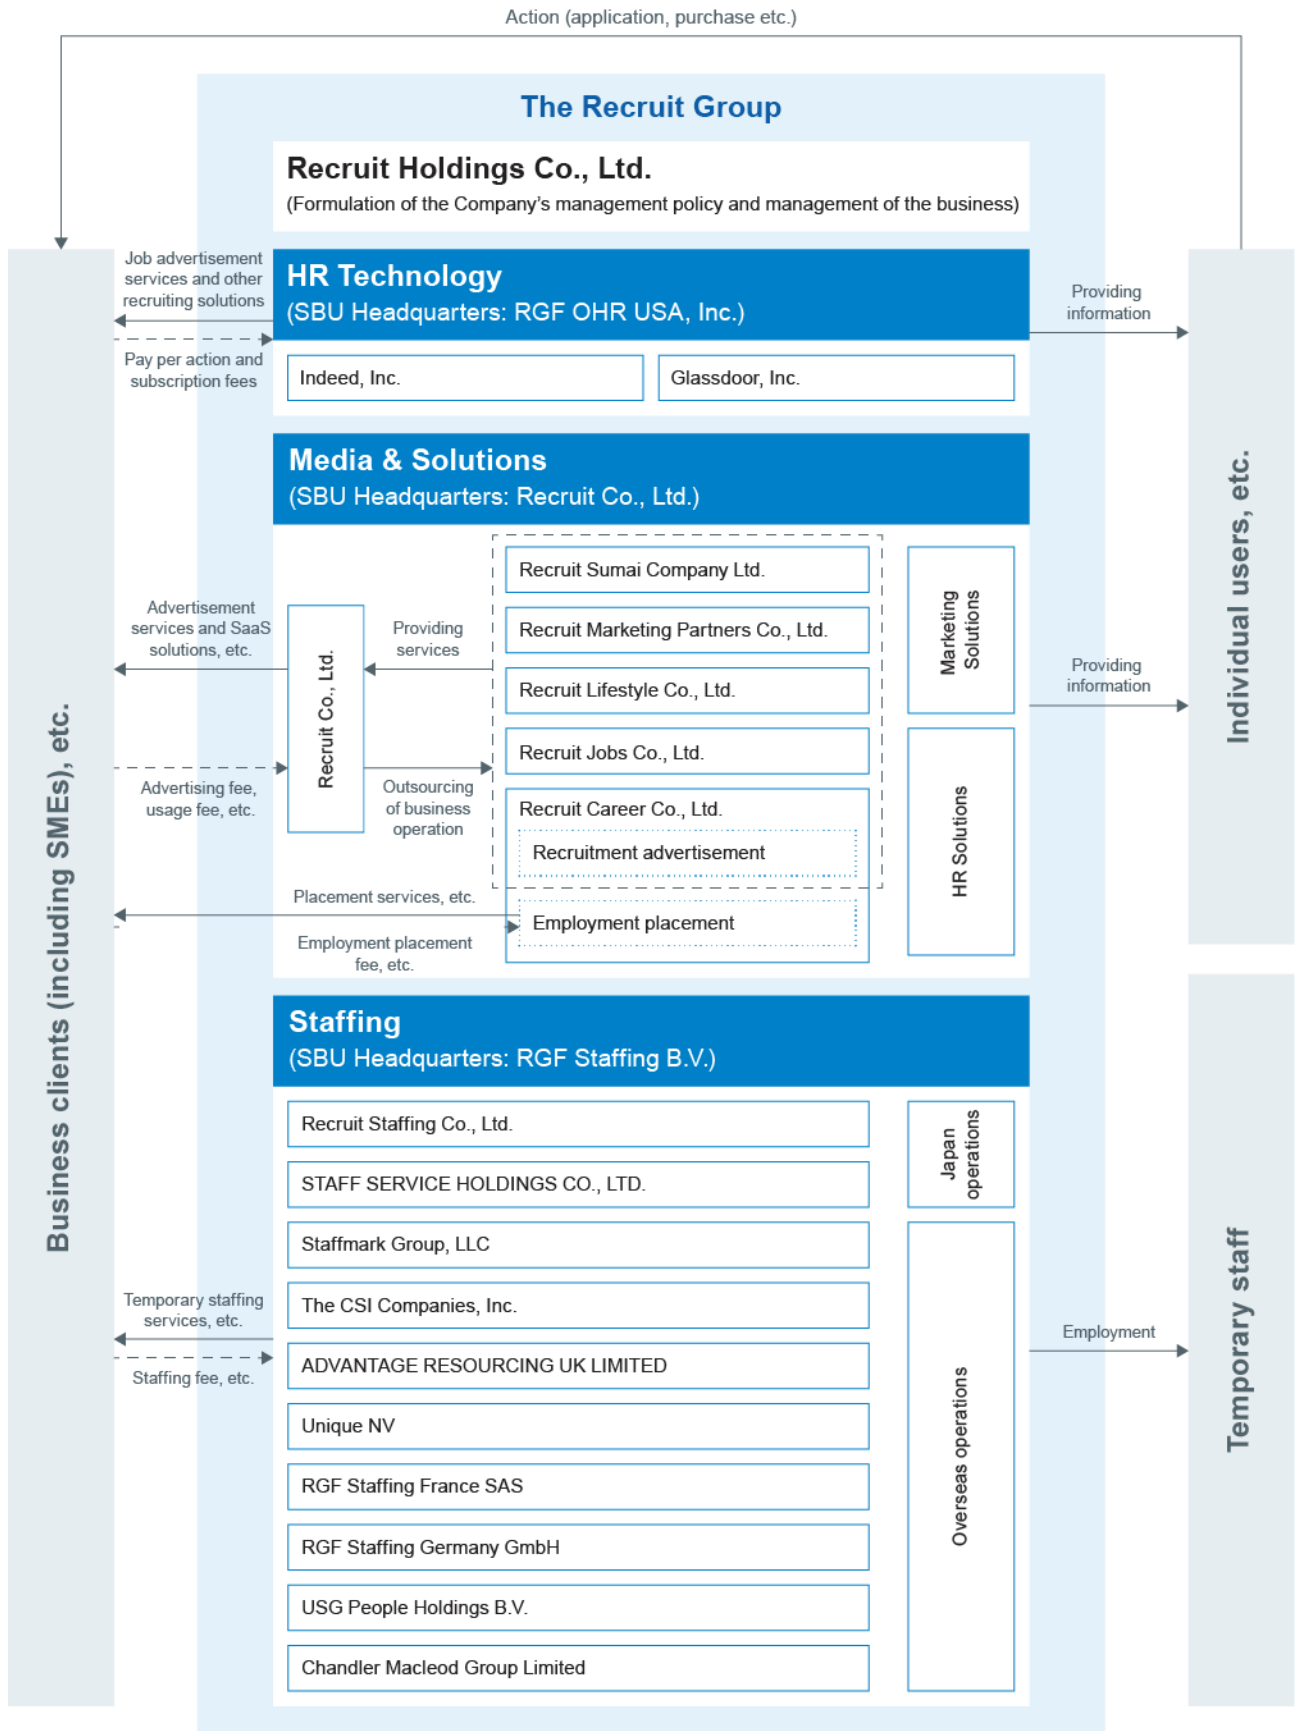 Action (application, purchase etc.)
The Recruit Group
Recruit Holdings Co., Ltd.
(Formulation of the Company's management policy and management of the business)
Job advertisement
services and other
recruiting solutions
Pay per action and
subscription fees
HR Technology
(SBU Headquarters: RGF OHR USA, Inc.)
Indeed, Inc.
Glassdoor, Inc.
Providing
information
Media & Solutions
(SBU Headquarters: Recruit Co., Ltd.)
Advertisement
services and SaaS
solutions, etc.
Advertising fee,
usage fee, etc.
Recruit Co., Ltd.
Providing
services
Outsourcing
of business
operation
Recruit Sumai Company Ltd.
Recruit Marketing Partners Co., Ltd.
Recruit Lifestyle Co., Ltd.
Recruit Jobs Co., Ltd.
Recruit Career Co., Ltd.
Recruitment advertisement
Employment placement
Placement services, etc.
Employment placement
fee, etc.
Marketing
Solutions
HR Solutions
Providing
information
Staffing
(SBU Headquarters: RGF Staffing B.V.)
Recruit Staffing Co., Ltd.
STAFF SERVICE HOLDINGS CO., LTD.
Staffmark Group, LLC
The CSI Companies, Inc.
ADVANTAGE RESOURCING UK LIMITED
Unique NV
RGF Staffing France SAS
RGF Staffing Germany GmbH
USG People Holdings B.V.
Chandler Macleod Group Limited
Japan
operations
Overseas operations
Temporary staffing
services, etc.
Staffing fee, etc.
Employment
Business clients (including SMEs), etc.
Individual users, etc.
Temporary staff